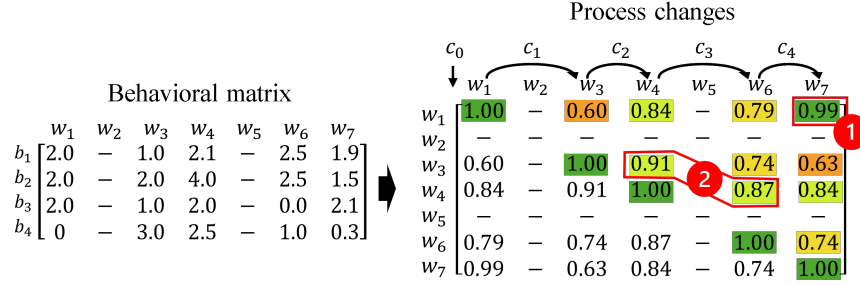 Process changes
c0 c1 c2 c3 c4
w1 w2 w3 w4 w5 w6 w7
w1 1.00 − 0.60 0.84 − 0.79 0.99
1
w2 − − − − − − −
w3 0.60 − 1.00 0.91 − 0.74 0.63
2
w4 0.84 − 0.91 1.00 − 0.87 0.84
w5 − − − − − − −
w6 0.79 − 0.74 0.87 − 1.00 0.74
w7 0.99 − 0.63 0.84 − 0.74 1.00
Behavioral matrix
w1 w2 w3 w4 w5 w6 w7
b1 2.0 − 1.0 2.1 − 2.5 1.9
b2 2.0 − 2.0 4.0 − 2.5 1.5
b3 2.0 − 1.0 2.0 − 0.0 2.1
b4 0 − 3.0 2.5 − 1.0 0.3